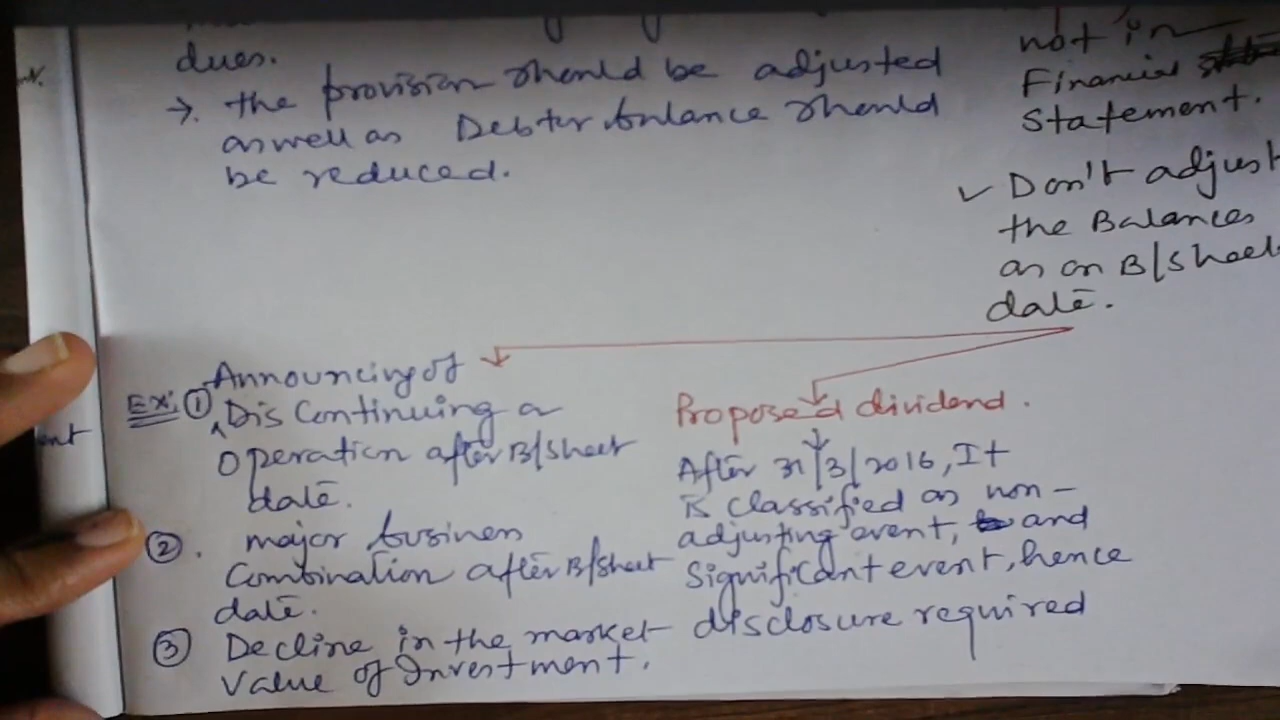 dues.
→. the provision should be adjusted
aswell as Debtor balance should
be reduced.
not in
Financial
Statement.
✓ Don't adjust
the Balances
as on B/Sheet
date.
Ex: ① Announcing of
Dis Continuing a
Operation after B/Sheet
date.
②. major business
Combination after B/Sheet
date.
③ Decline in the market
Value of Investment.
Proposed dividend.
After 31/3/2016, It
is classified as non-
adjusting event, and
Significant event, hence
disclosure required